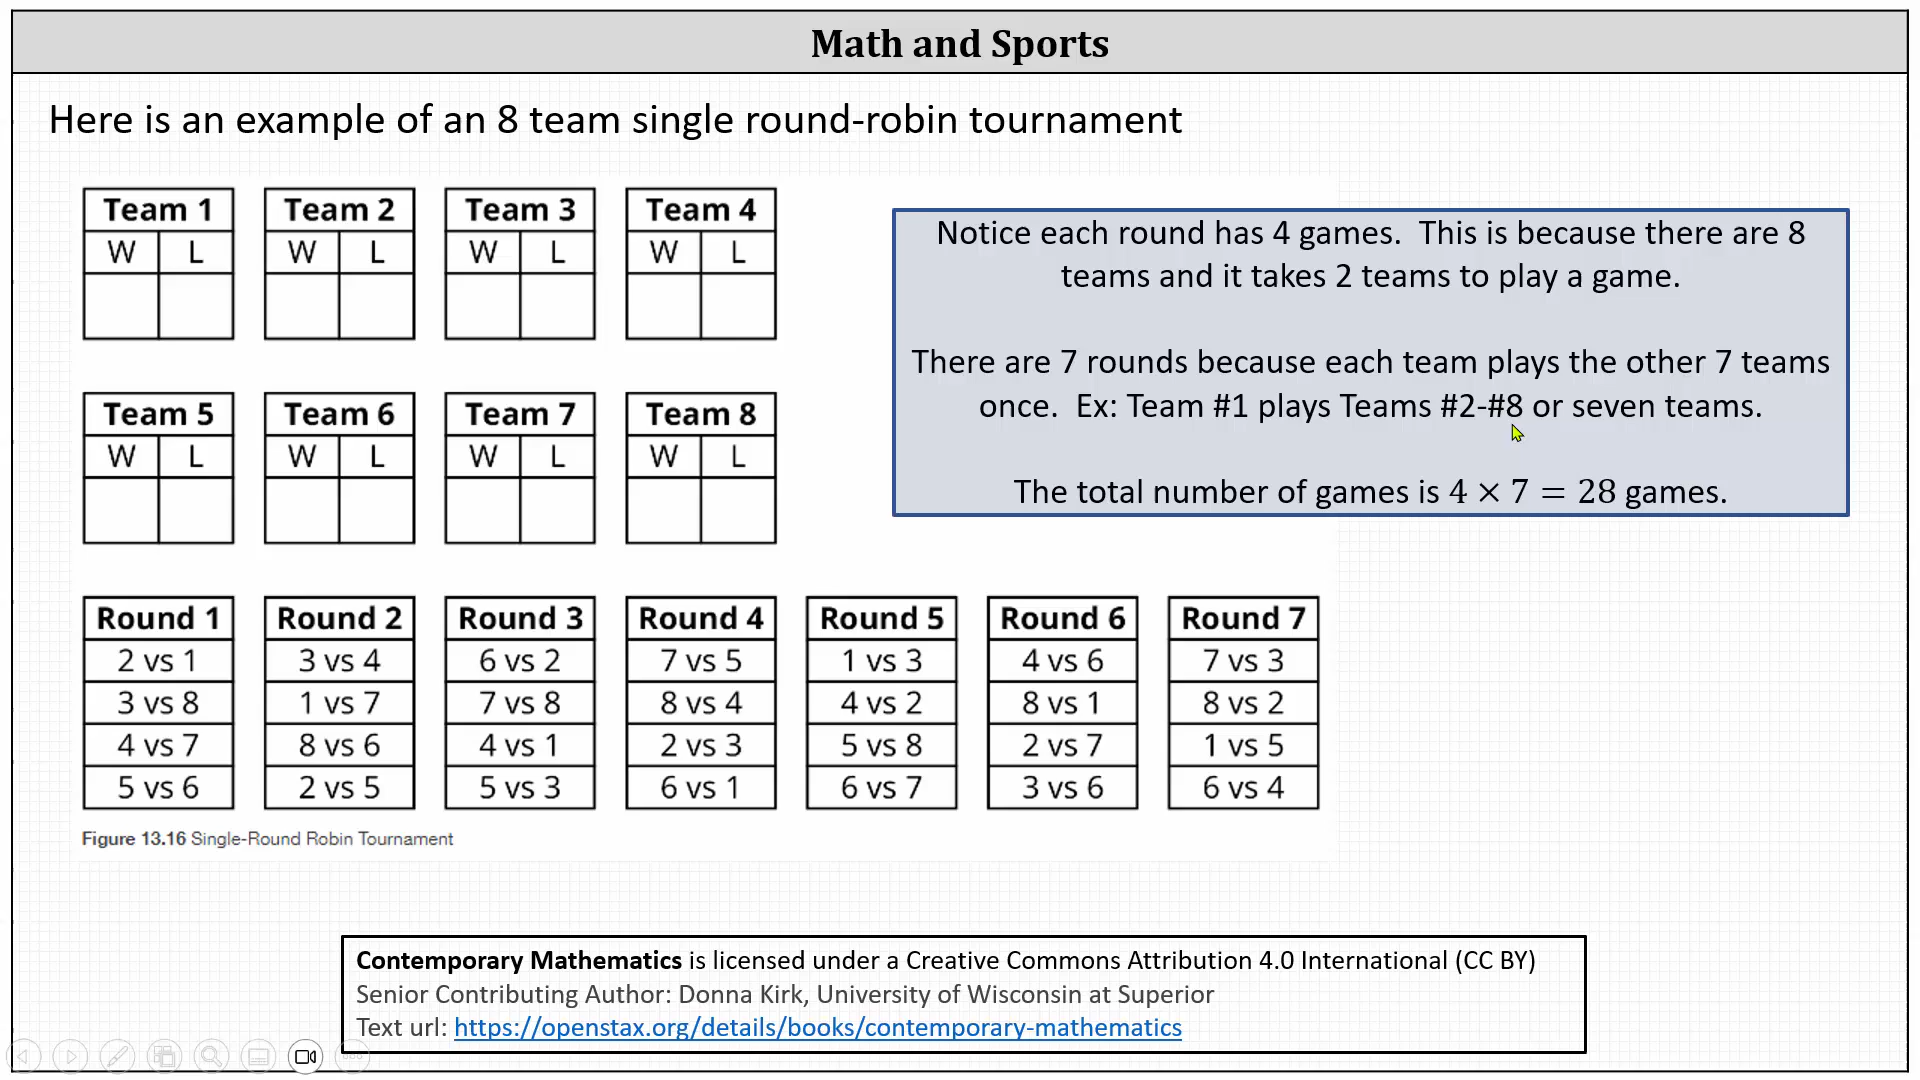 Math and Sports
Here is an example of an 8 team single round-robin tournament
Team 1 Team 2 Team 3 Team 4
W L W L W L W L
Team 5 Team 6 Team 7 Team 8
W L W L W L W L
Notice each round has 4 games. This is because there are 8
teams and it takes 2 teams to play a game.
There are 7 rounds because each team plays the other 7 teams
once. Ex: Team #1 plays Teams #2-#8 or seven teams.
The total number of games is 4 × 7 = 28 games.
Round 1 Round 2 Round 3 Round 4 Round 5 Round 6 Round 7
2 vs 1 3 vs 4 6 vs 2 7 vs 5 1 vs 3 4 vs 6 7 vs 3
3 vs 8 1 vs 7 7 vs 8 8 vs 4 4 vs 2 8 vs 1 8 vs 2
4 vs 7 8 vs 6 4 vs 1 2 vs 3 5 vs 8 2 vs 7 1 vs 5
5 vs 6 2 vs 5 5 vs 3 6 vs 1 6 vs 7 3 vs 6 6 vs 4
Figure 13.16 Single-Round Robin Tournament
Contemporary Mathematics is licensed under a Creative Commons Attribution 4.0 International (CC BY)
Senior Contributing Author: Donna Kirk, University of Wisconsin at Superior
Text url: https://openstax.org/details/books/contemporary-mathematics